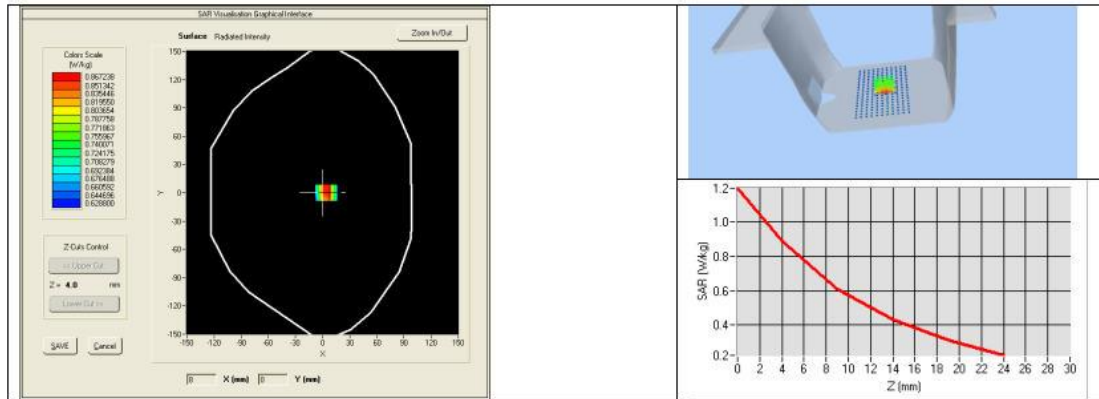 SAR Visualisation Graphical Interface
Surface Radiated Intensity
Zoom In/Out
Colors Scale
(W/kg)
0.867238
0.851342
0.835446
0.819550
0.803654
0.787758
0.771863
0.755967
0.740071
0.724175
0.708279
0.692384
0.676488
0.660592
0.644696
0.628800
Y
150
120
90
60
30
0
-30
-60
-90
-120
-150
-150 -120 -90 -60 -30 0 30 60 90 120 150
X
Z Cuts Control
<< Upper Cut
Z = 4.0 mm
Lower Cut >>
SAVE Cancel
0 X (mm) 0 Y (mm)
SAR (W/kg)
1.2
1.0
0.8
0.6
0.4
0.2
0 2 4 6 8 10 12 14 16 18 20 22 24 26 28 30
Z (mm)